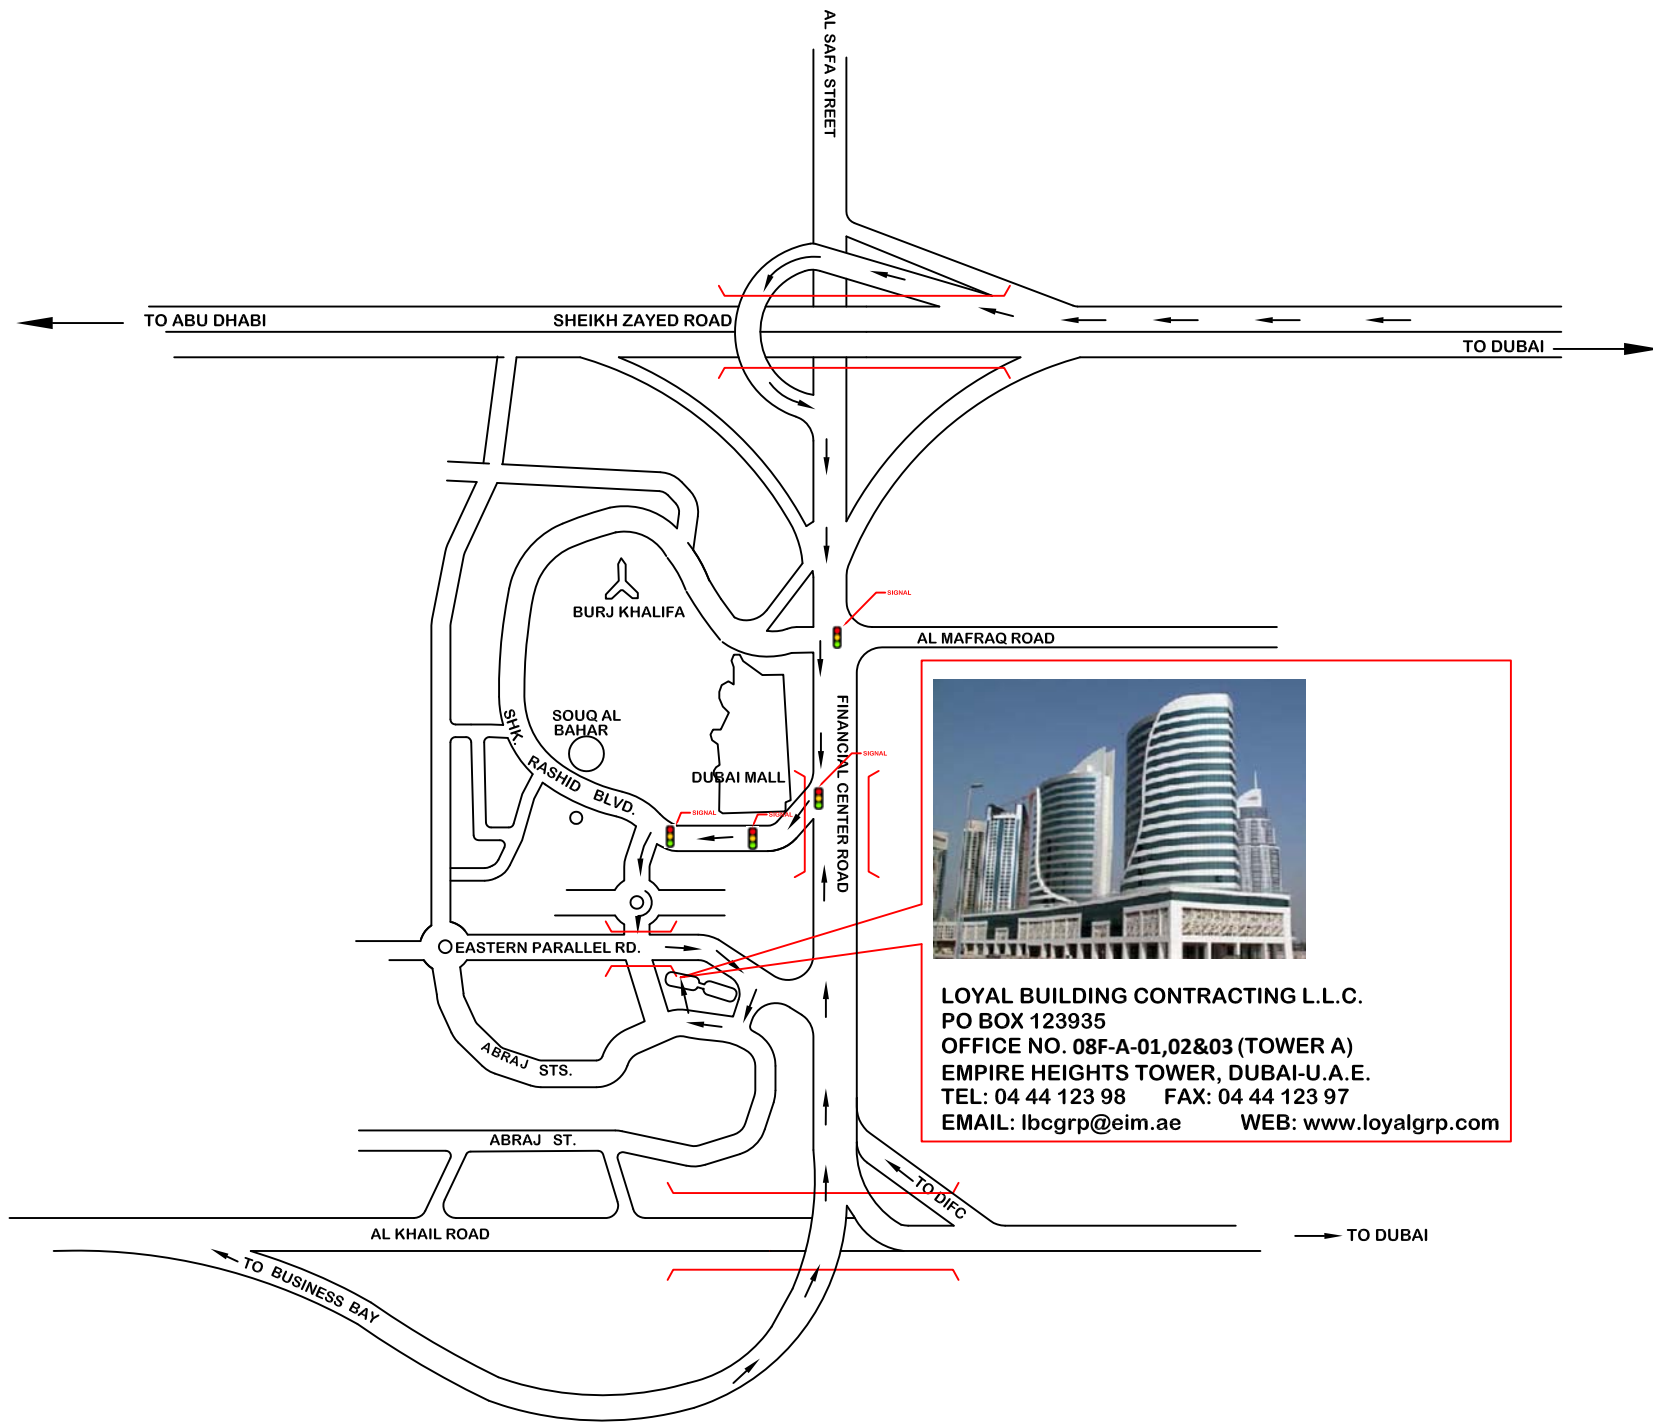 AL SAFA STREET
TO ABU DHABI
SHEIKH ZAYED ROAD
TO DUBAI
SIGNAL
BURJ KHALIFA
AL MAFRAQ ROAD
FINANCIAL CENTER ROAD
SOUQ AL
BAHAR
SHK. RASHID BLVD.
SIGNAL
DUBAI MALL
SIGNAL
SIGNAL
EASTERN PARALLEL RD.
LOYAL BUILDING CONTRACTING L.L.C.
PO BOX 123935
OFFICE NO. 08F-A-01,02&03 (TOWER A)
EMPIRE HEIGHTS TOWER, DUBAI-U.A.E.
TEL: 04 44 123 98 FAX: 04 44 123 97
EMAIL: lbcgrp@eim.ae WEB: www.loyalgrp.com
ABRAJ STS.
ABRAJ ST.
TO DIFC
AL KHAIL ROAD
TO DUBAI
TO BUSINESS BAY